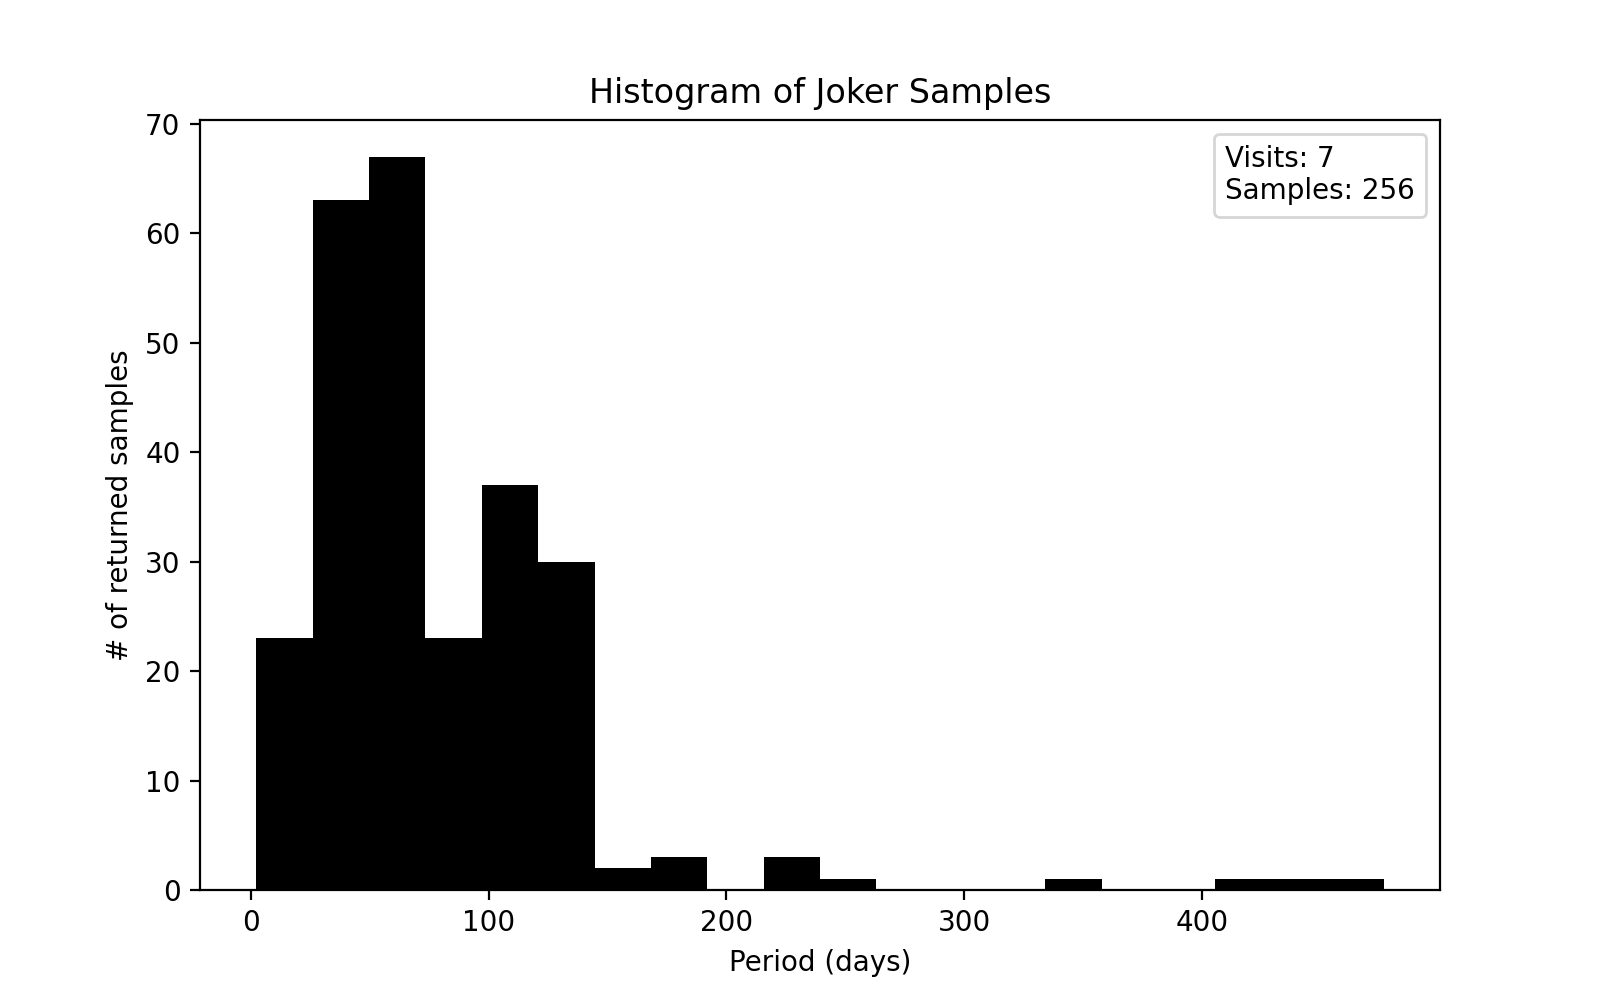 Histogram of Joker Samples
Visits: 7
Samples: 256
# of returned samples
70
60
50
40
30
20
10
0
0 100 200 300 400
Period (days)